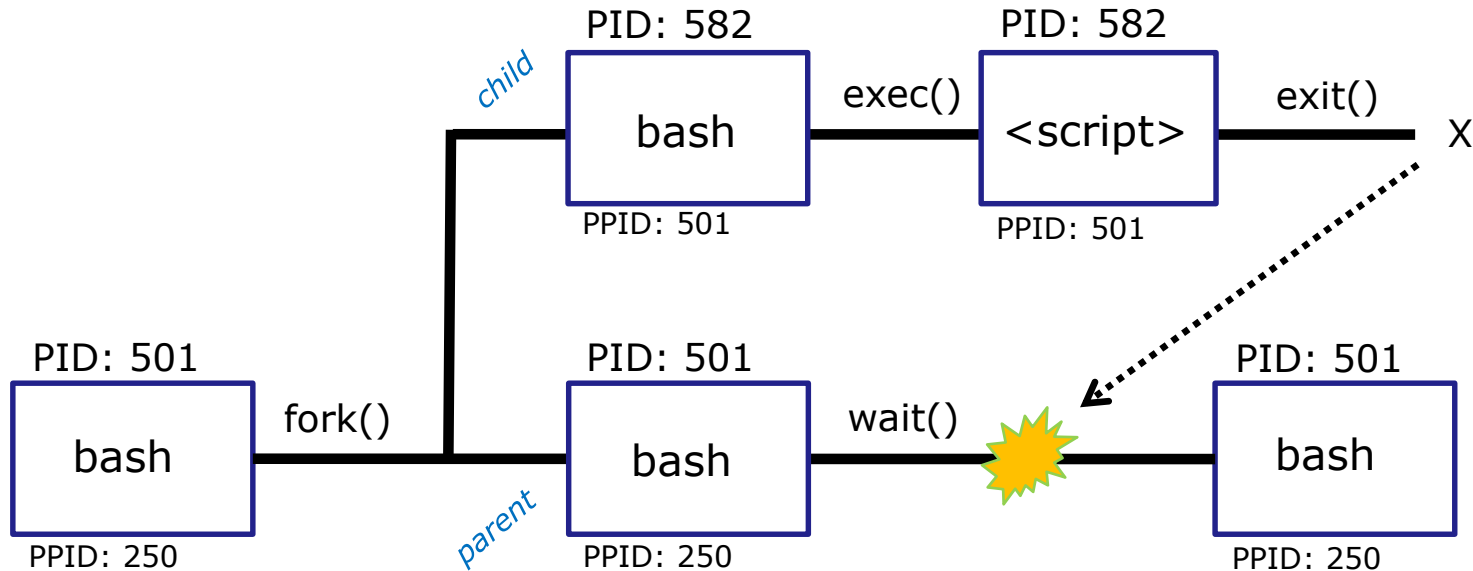 PID: 582
PID: 582
child
bash
exec()
<script>
exit()
X
PPID: 501
PPID: 501
PID: 501
PID: 501
PID: 501
bash
fork()
bash
wait()
bash
parent
PPID: 250
PPID: 250
PPID: 250